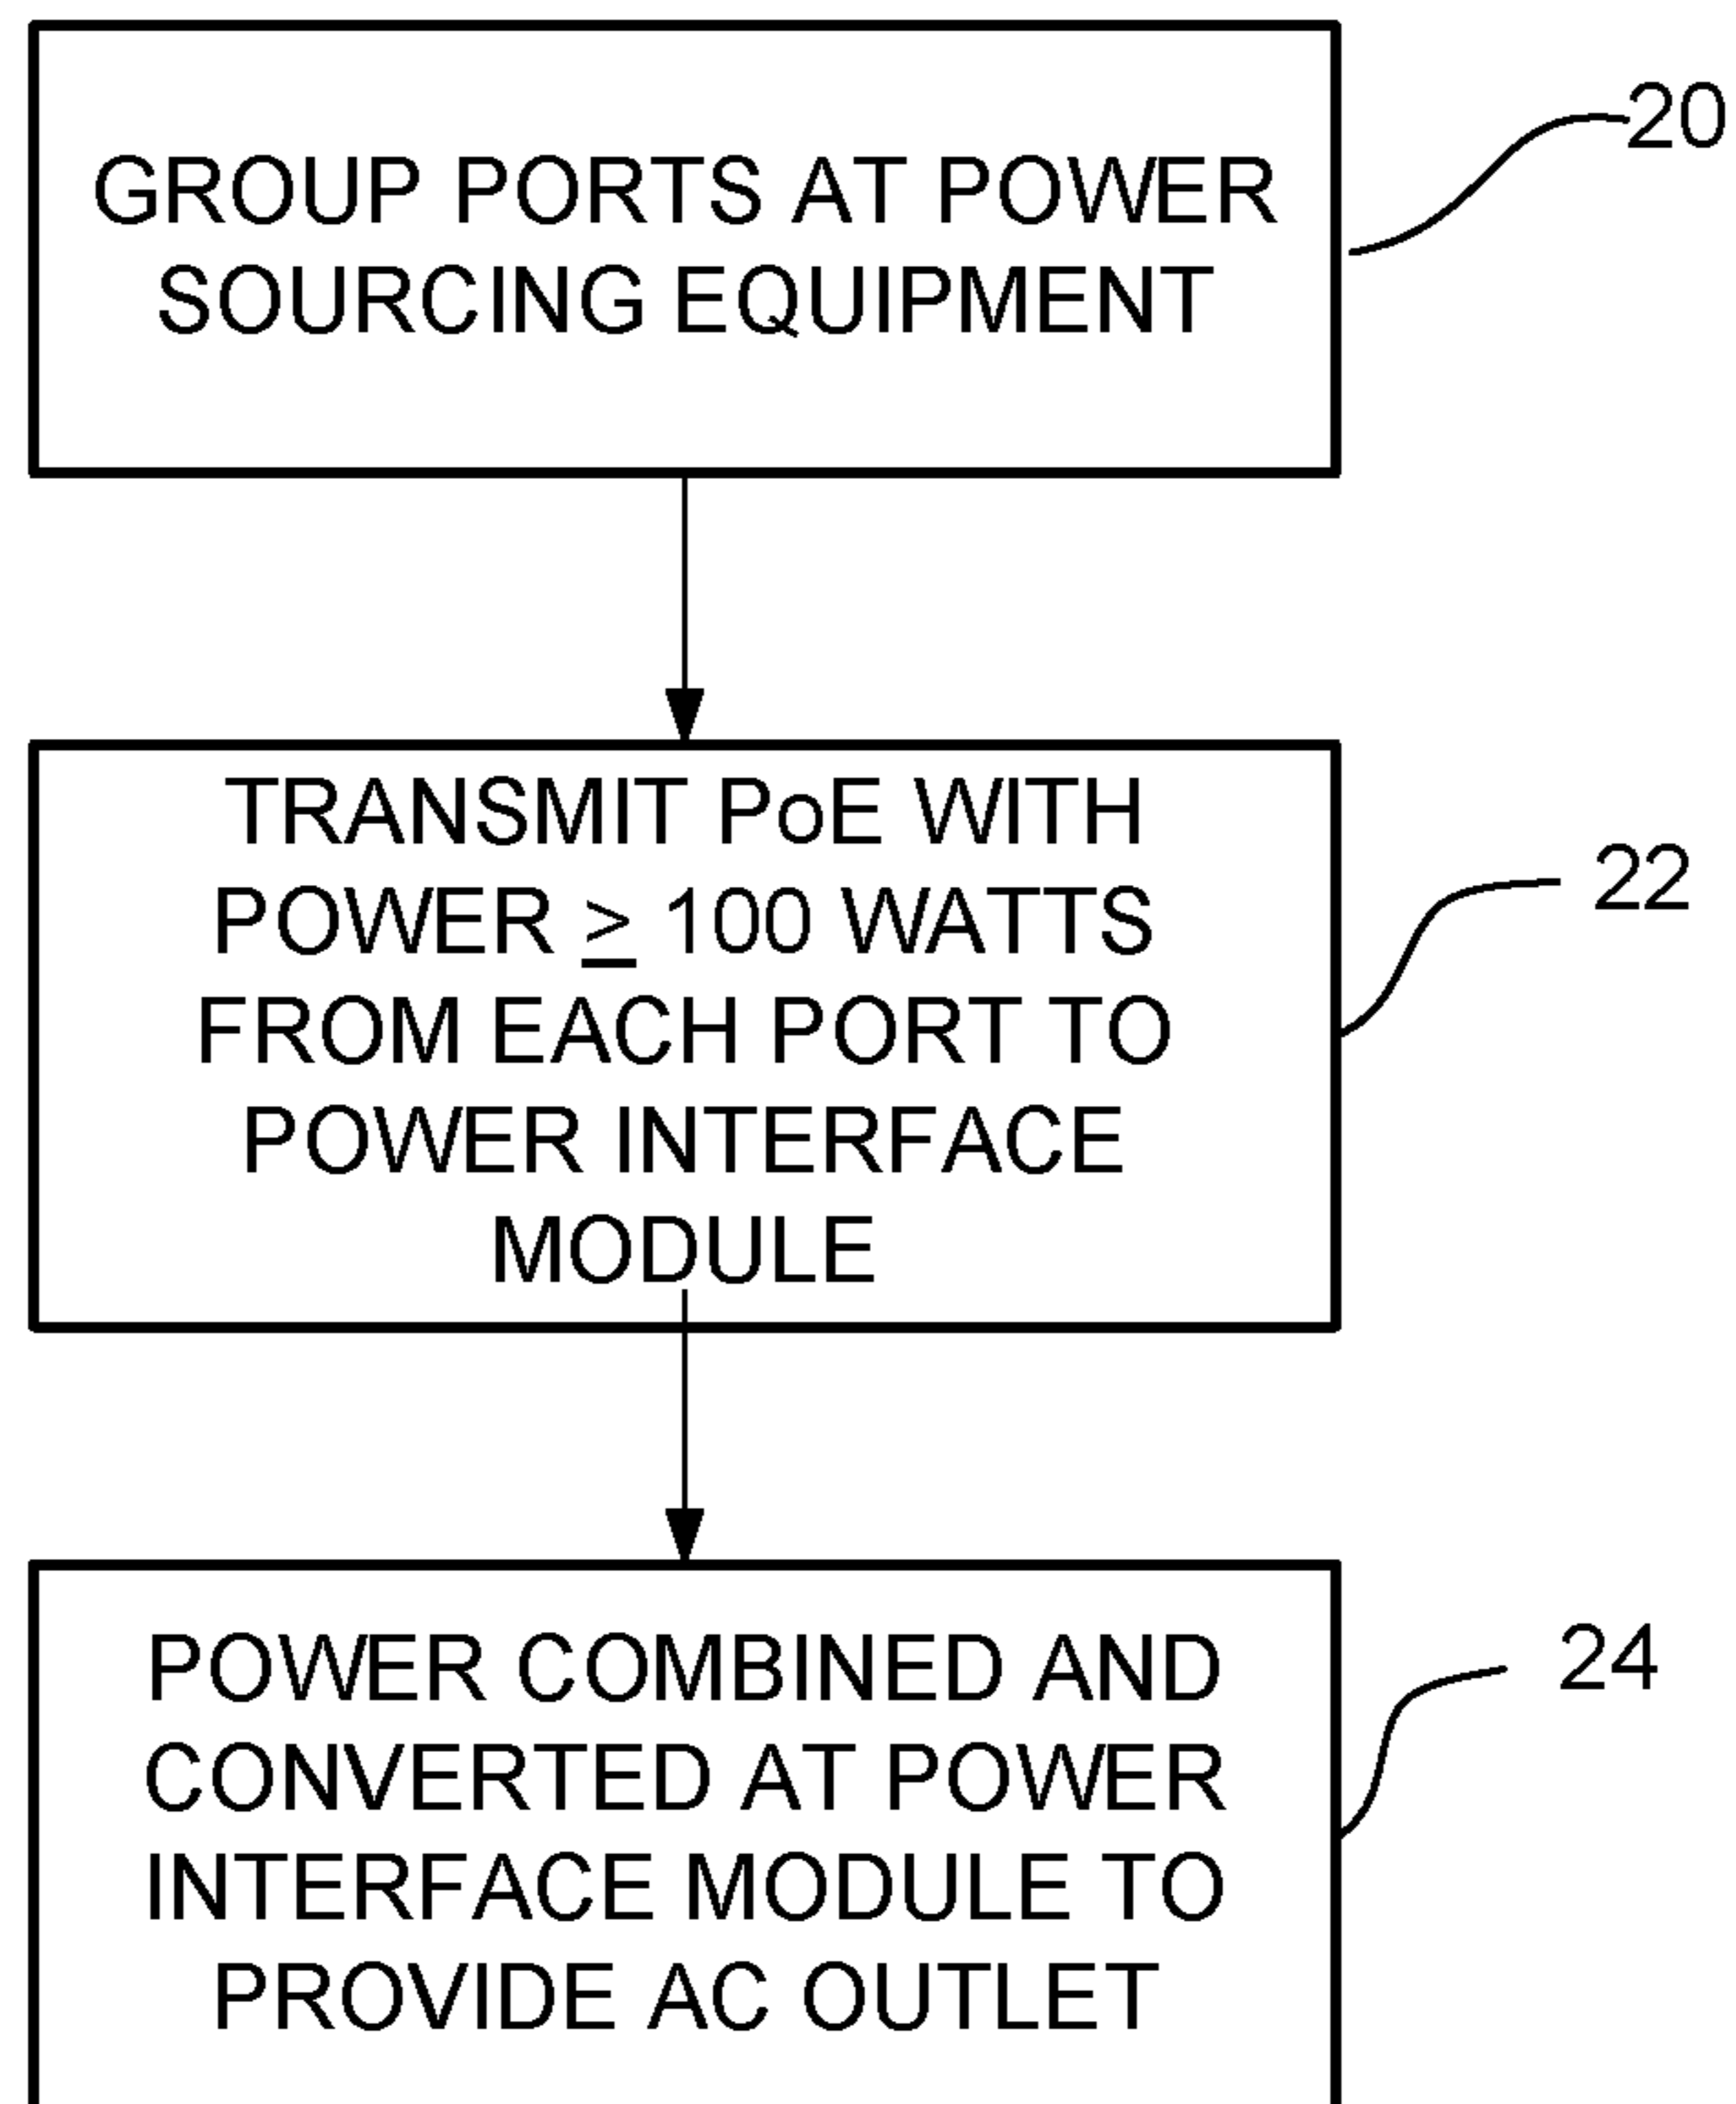 GROUP PORTS AT POWER
SOURCING EQUIPMENT
20
TRANSMIT PoE WITH
POWER ≥ 100 WATTS
FROM EACH PORT TO
POWER INTERFACE
MODULE
22
POWER COMBINED AND
CONVERTED AT POWER
INTERFACE MODULE TO
PROVIDE AC OUTLET
24